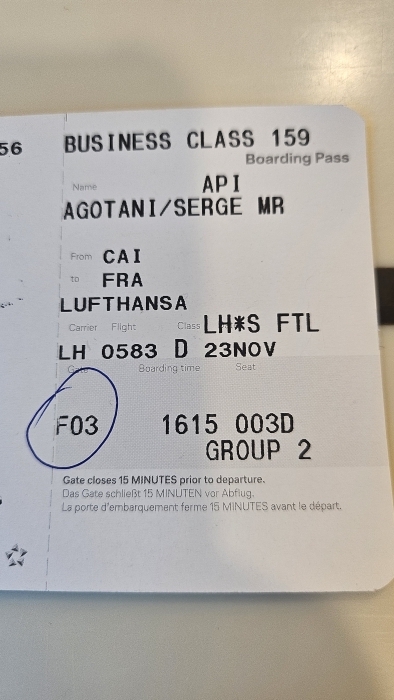 56
BUSINESS CLASS 159
Boarding Pass
Name API
AGOTANI/SERGE MR
From CAI
to FRA
LUFTHANSA
Carrier Flight Class LH*S FTL
LH 0583 D 23NOV
Gate Boarding time Seat
F03 1615 003D
GROUP 2
Gate closes 15 MINUTES prior to departure.
Das Gate schließt 15 MINUTEN vor Abflug.
La porte d'embarquement ferme 15 MINUTES avant le départ.